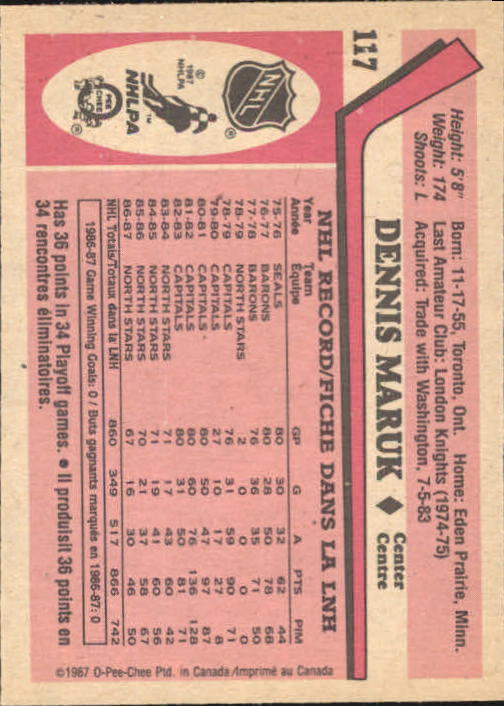 117
Height: 5'8" Born: 11-17-55, Toronto, Ont. Home: Eden Prairie, Minn.
Weight: 174 Last Amateur Club: London Knights (1974-75)
Shoots: L Acquired: Trade with Washington, 7-5-83
DENNIS MARUK ◆ Center
Centre
NHL RECORD/FICHE DANS LA LNH
Year Team GP G A PTS PIM
Année Équipe
75-76 SEALS 80 30 32 62 44
76-77 BARONS 80 28 50 78 68
77-78 BARONS 76 36 35 71 50
78-79 NORTH STARS 2 0 0 0 0
78-79 CAPITALS 76 31 59 90 71
79-80 CAPITALS 27 10 17 27 8
80-81 CAPITALS 80 50 47 97 87
81-82 CAPITALS 80 60 76 136 128
82-83 CAPITALS 80 31 50 81 71
83-84 NORTH STARS 71 17 43 60 42
84-85 NORTH STARS 71 19 41 60 56
85-86 NORTH STARS 70 21 37 58 67
86-87 NORTH STARS 67 16 30 46 50
NHL Totals/Totaux dans la LNH 860 349 517 866 742
1986-87 Game Winning Goals: 0 / Buts gagnants marqués en 1986-87: 0
Has 36 points in 34 Playoff games. ● Il produisit 36 points en
34 rencontres éliminatoires.
NHL ®
© 1987
NHLPA
™
NHLPA
O
PEE
CHEE
®
©1987 O-Pee-Chee Ptd. in Canada/Imprimé au Canada